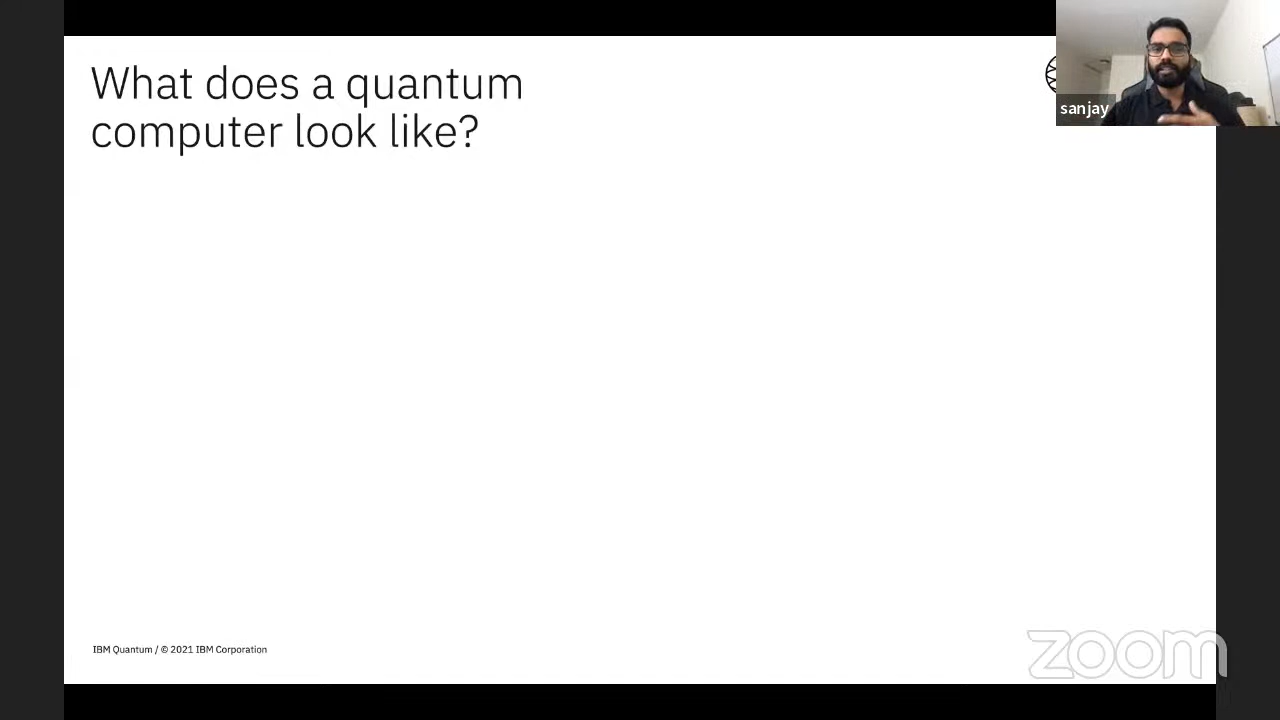 What does a quantum
computer look like?
sanjay
IBM Quantum / © 2021 IBM Corporation
zoom